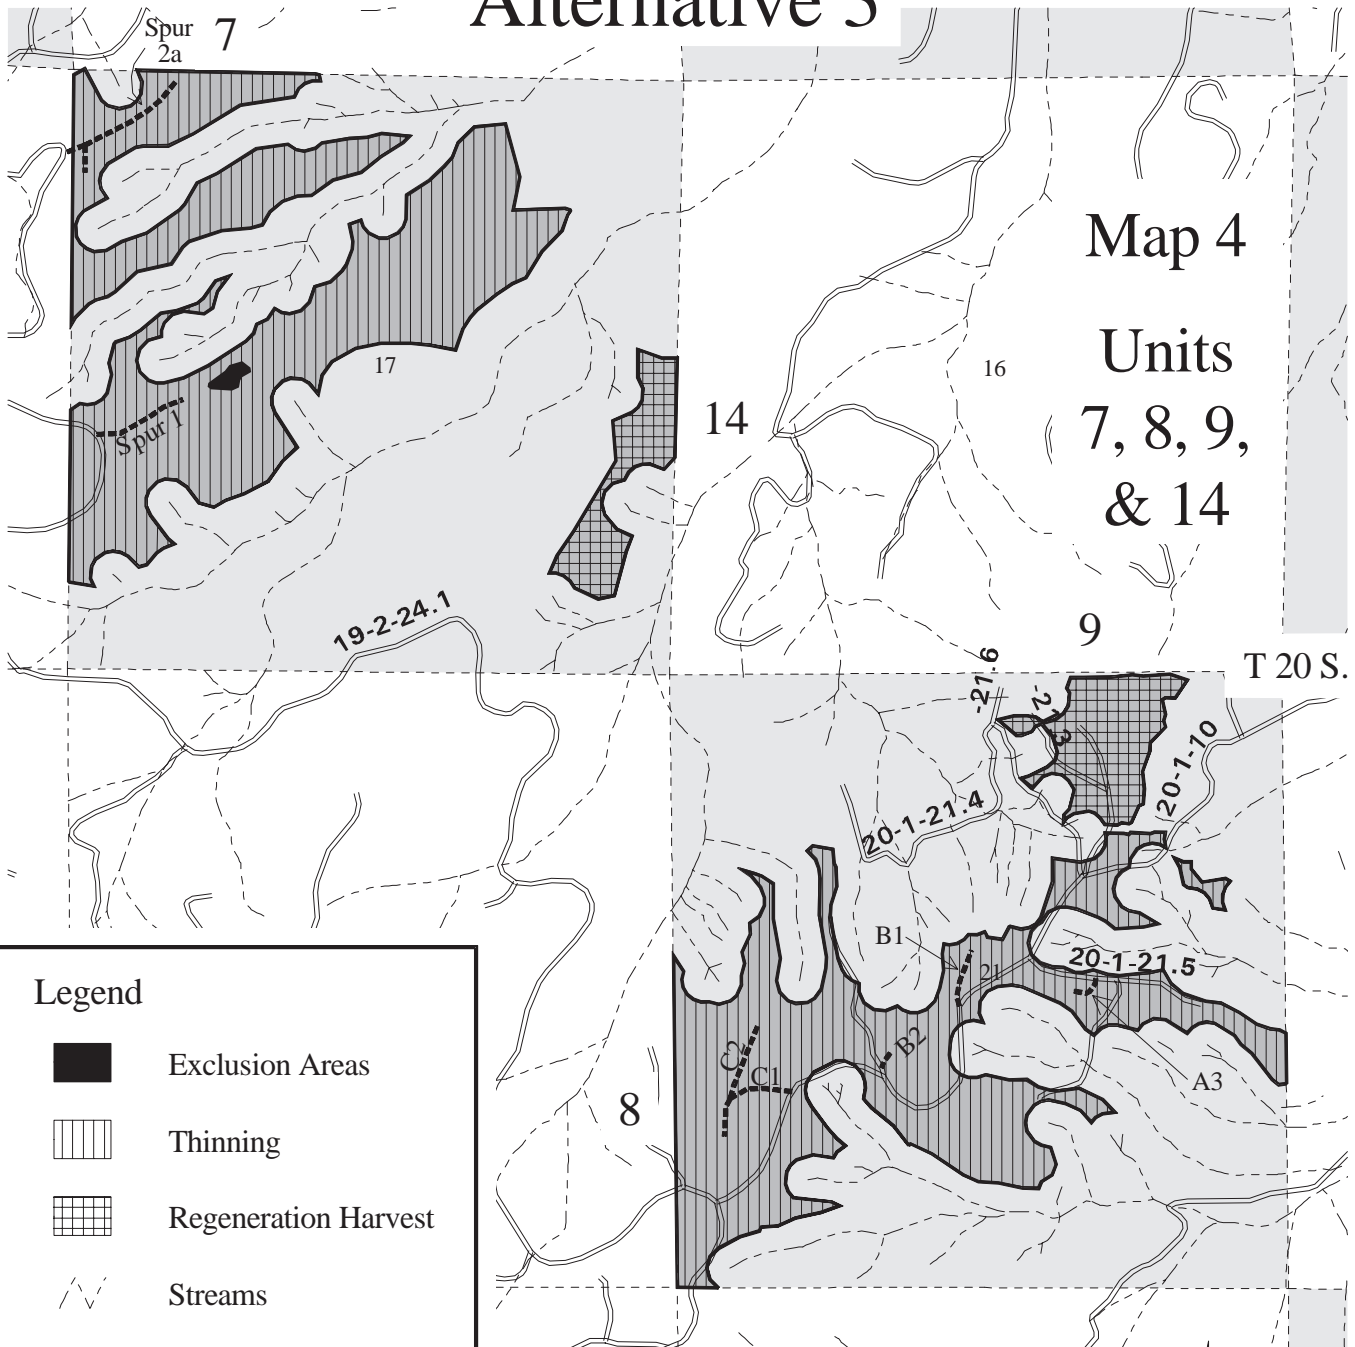 Alternative 3
Spur
2a
7
Map 4
Units
7, 8, 9,
& 14
17
16
14
Spur 1
19-2-24.1
9
T 20 S.
-21.6
20-1-10
20-1-21.4
B1
21
20-1-21.5
C2
B2
C1
A3
8
Legend
Exclusion Areas
Thinning
Regeneration Harvest
Streams